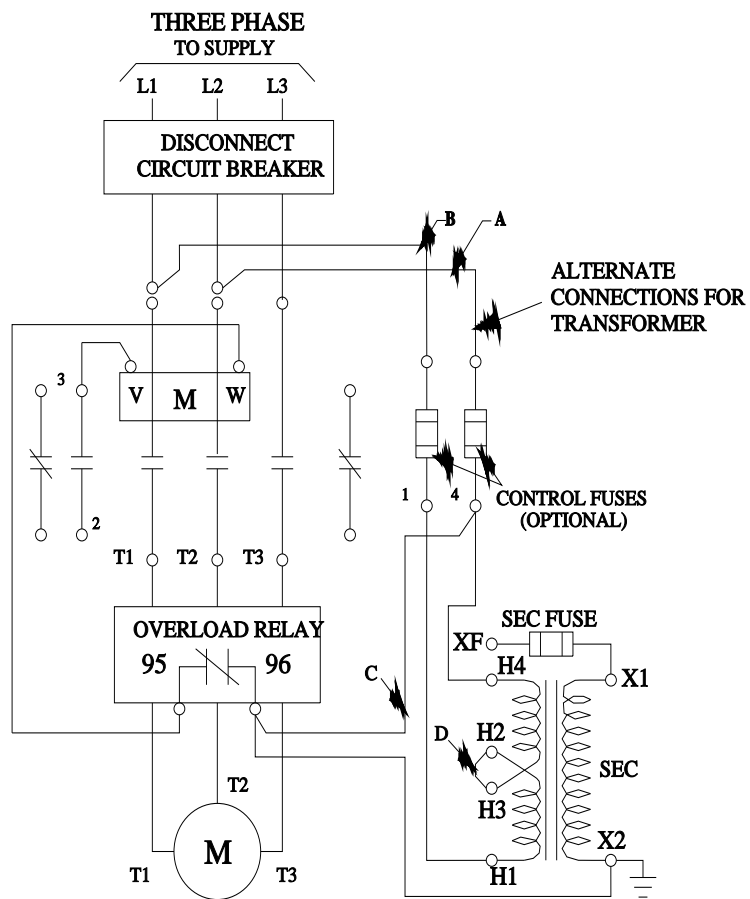 THREE PHASE
TO SUPPLY
L1 L2 L3
DISCONNECT
CIRCUIT BREAKER
B A
ALTERNATE
CONNECTIONS FOR
TRANSFORMER
3
V M W
1 4
CONTROL FUSES
(OPTIONAL)
2
T1 T2 T3
OVERLOAD RELAY
95 96
SEC FUSE
XF
H4
X1
C
D
H2
H3
SEC
T2
M
T1 T3
X2
H1